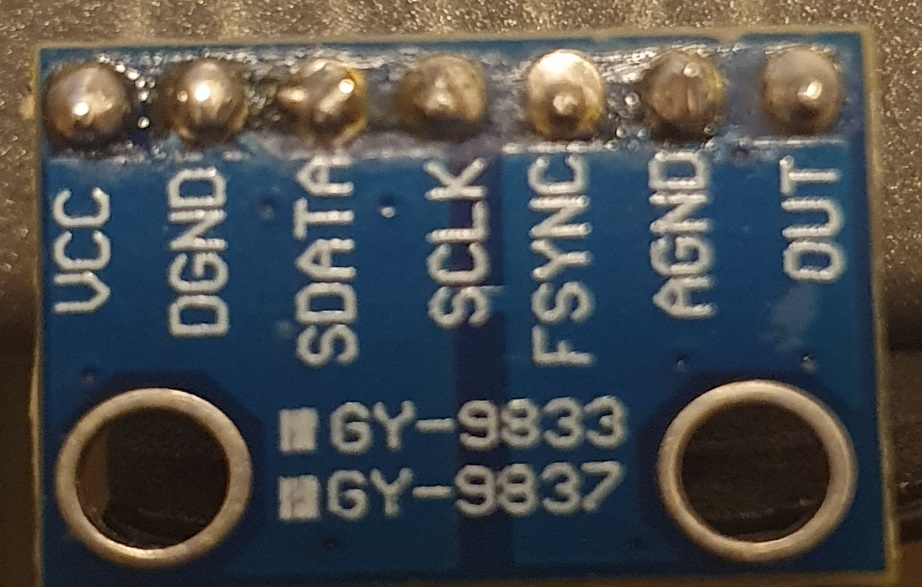 VCC
DGND
SDATA
SCLK
FSYNC
AGND
OUT
GY-9833
GY-9837